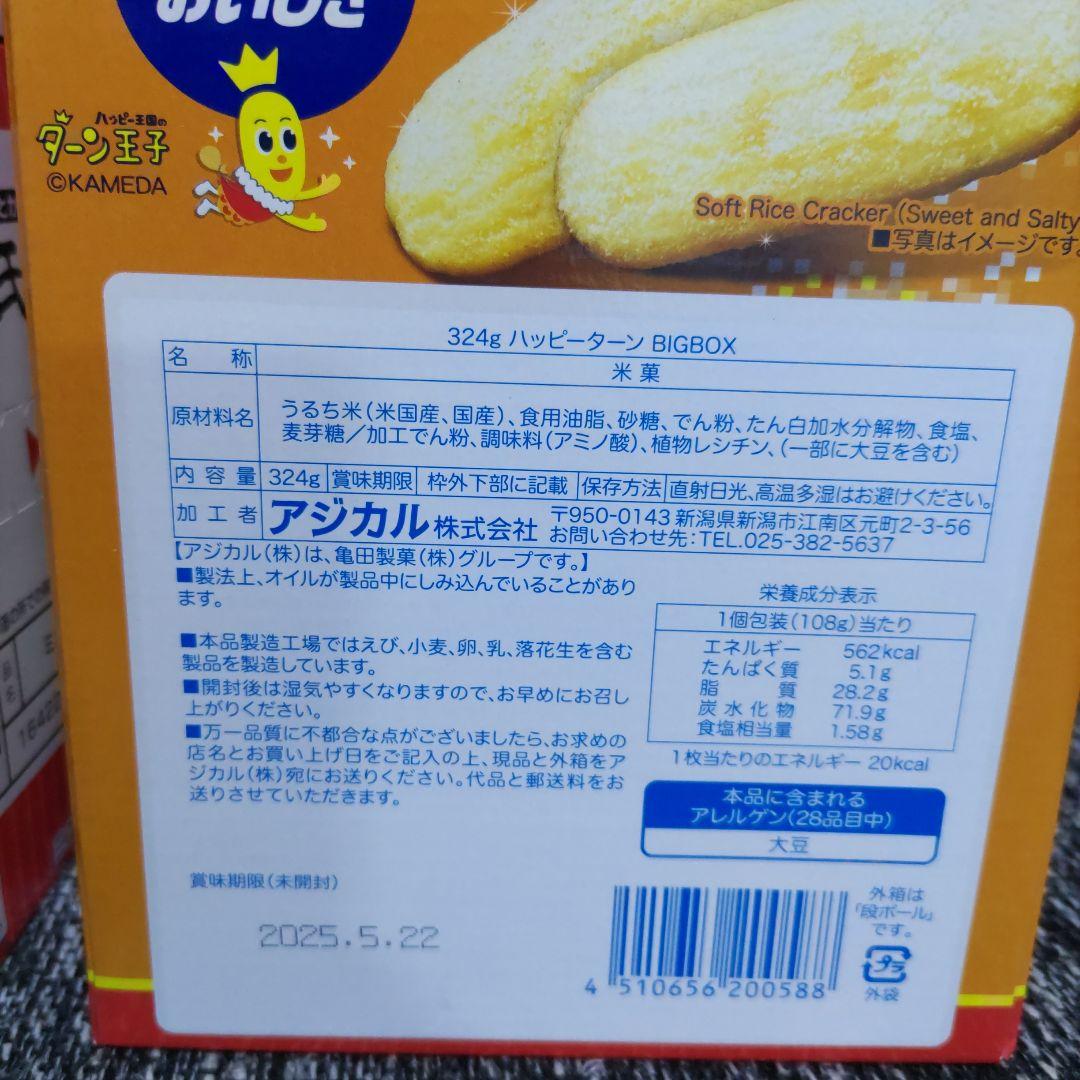 おいしさ
ハッピー王国の
ターン王子
©KAMEDA
Soft Rice Cracker (Sweet and Salty
■写真はイメージです。
324g ハッピーターン BIGBOX
名 称 米菓
原材料名 うるち米(米国産、国産)、食用油脂、砂糖、でん粉、たん白加水分解物、食塩、
麦芽糖/加工でん粉、調味料(アミノ酸)、植物レシチン、(一部に大豆を含む)
内容量 324g 賞味期限 枠外下部に記載 保存方法 直射日光、高温多湿はお避けください。
加工者 アジカル株式会社 〒950-0143 新潟県新潟市江南区元町2-3-56
お問い合わせ先:TEL.025-382-5637
【アジカル(株)は、亀田製菓(株)グループです。】
■製法上、オイルが製品中にしみ込んでいることがあり
ます。
■本品製造工場ではえび、小麦、卵、乳、落花生を含む
製品を製造しています。
■開封後は湿気やすくなりますので、お早めにお召し
上がりください。
■万一品質に不都合な点がございましたら、お求めの
店名とお買い上げ日をご記入の上、現品と外箱をア
ジカル(株)宛にお送りください。代品と郵送料をお
送りさせていただきます。
栄養成分表示
1個包装(108g)当たり
エネルギー 562kcal
たんぱく質 5.1g
脂質 28.2g
炭水化物 71.9g
食塩相当量 1.58g
1枚当たりのエネルギー 20kcal
本品に含まれる
アレルゲン(28品目中)
大豆
賞味期限(未開封)
2025.5.22
4 510656 200588
外箱は
「段ボール」
です。
プラ
外袋